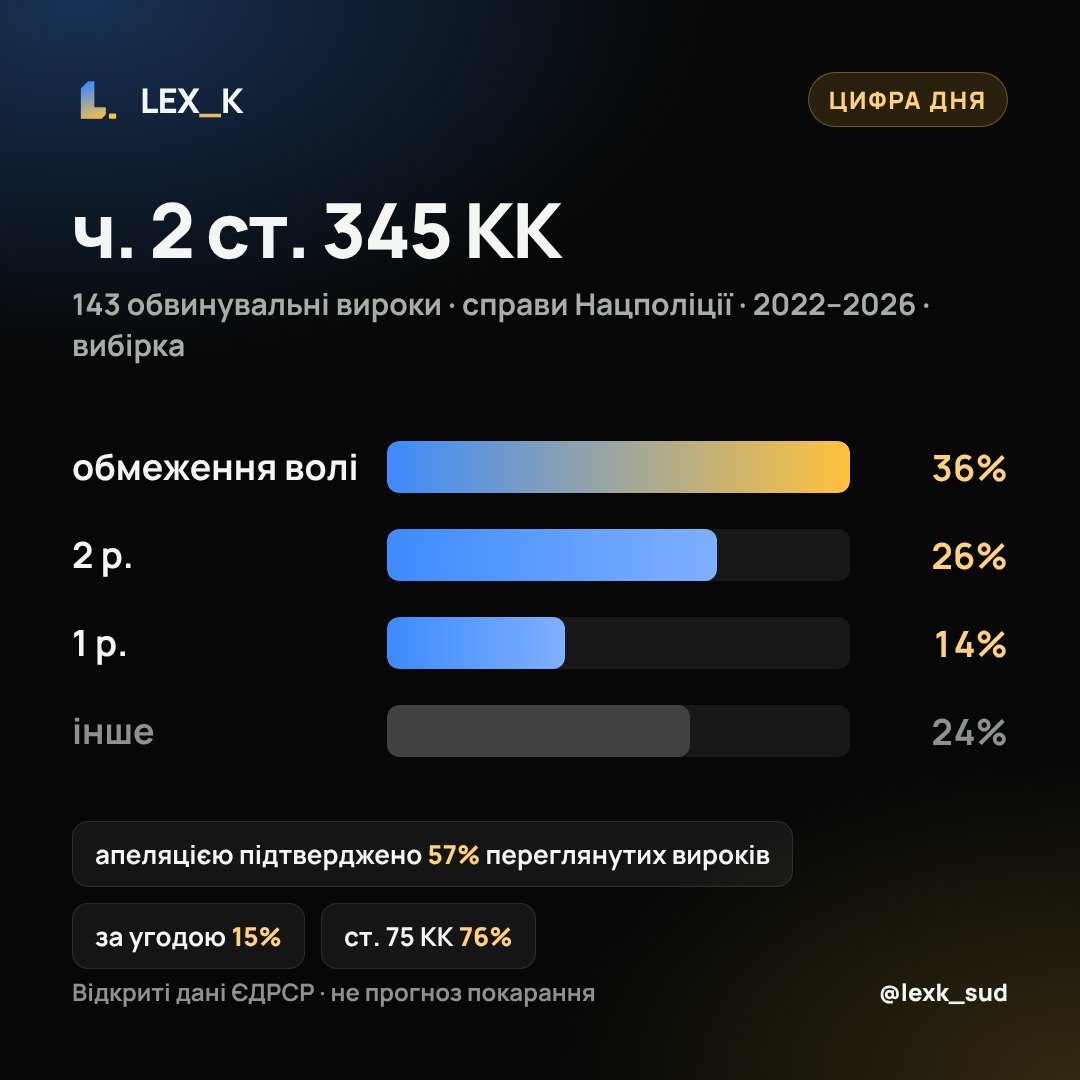 LEX_K
ЦИФРА ДНЯ
ч. 2 ст. 345 КК
143 обвинувальні вироки · справи Нацполіції · 2022–2026 ·
вибірка
обмеження волі 36%
2 р. 26%
1 р. 14%
інше 24%
апеляцією підтверджено 57% переглянутих вироків
за угодою 15% ст. 75 КК 76%
Відкриті дані ЄДРСР · не прогноз покарання @lexk_sud